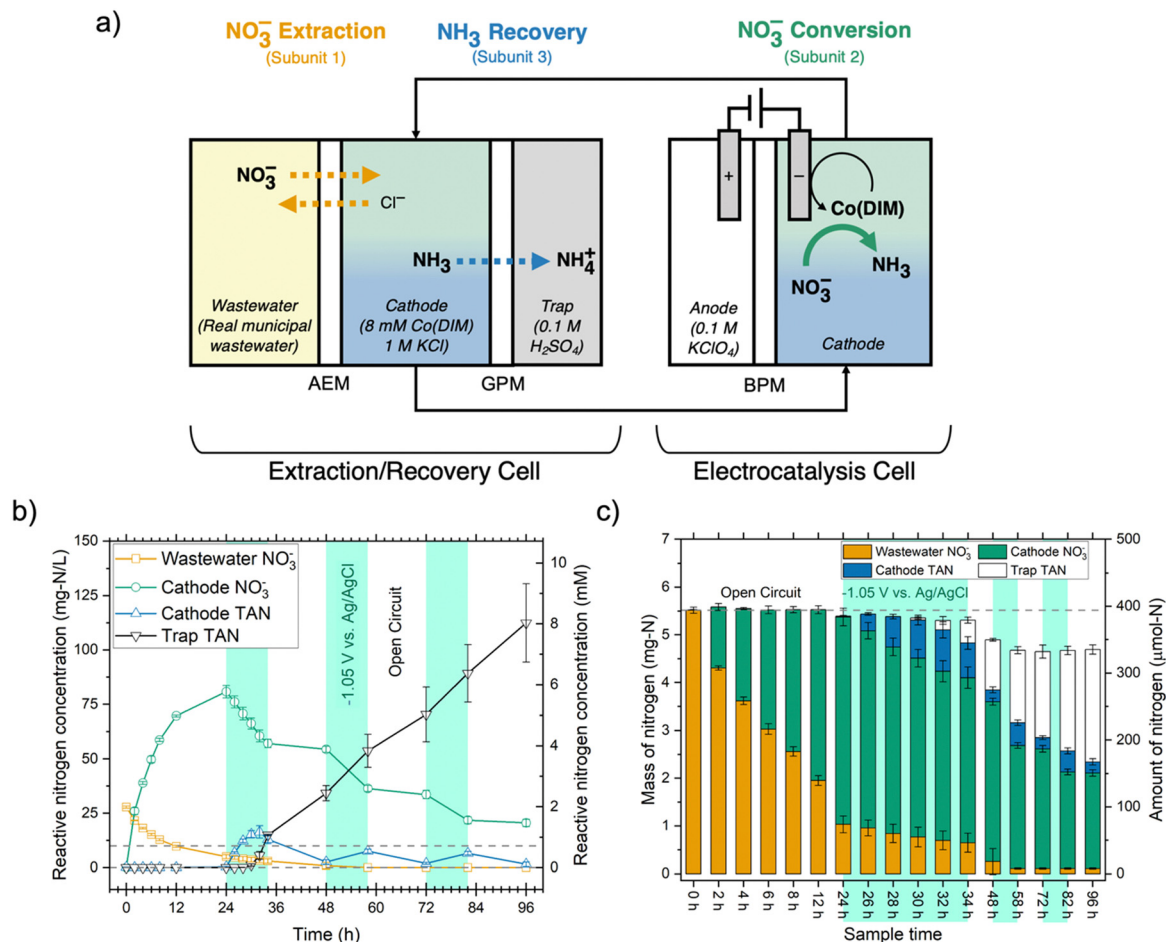 a)
NO₃⁻ Extraction
(Subunit 1)
NH₃ Recovery
(Subunit 3)
NO₃⁻ Conversion
(Subunit 2)
NO₃⁻
Cl⁻
NH₃
NH₄⁺
Wastewater
(Real municipal
wastewater)
Cathode
(8 mM Co(DIM)
1 M KCl)
Trap
(0.1 M
H₂SO₄)
+
−
Co(DIM)
NO₃⁻
NH₃
Anode
(0.1 M
KClO₄)
Cathode
AEM
GPM
BPM
Extraction/Recovery Cell
Electrocatalysis Cell
b)
Reactive nitrogen concentration (mg-N/L)
150
125
100
75
50
25
0
Wastewater NO₃⁻
Cathode NO₃⁻
Cathode TAN
Trap TAN
-1.05 V vs. Ag/AgCl
Open Circuit
10
8
6
4
2
0
Reactive nitrogen concentration (mM)
0 12 24 36 48 60 72 84 96
Time (h)
c)
Mass of nitrogen (mg-N)
7
6
5
4
3
2
1
0
Wastewater NO₃⁻
Cathode NO₃⁻
Cathode TAN
Trap TAN
Open Circuit
-1.05 V vs. Ag/AgCl
500
400
300
200
100
0
Amount of nitrogen (μmol-N)
0 h 2 h 4 h 6 h 8 h 12 h 24 h 26 h 28 h 30 h 32 h 34 h 48 h 58 h 72 h 82 h 96 h
Sample time